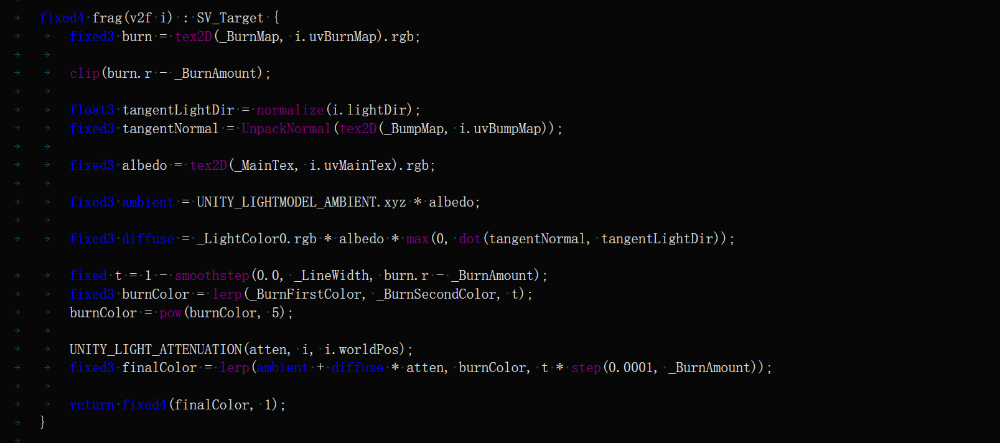 fixed4 frag(v2f i) : SV_Target {
fixed3 burn = tex2D(_BurnMap, i.uvBurnMap).rgb;
clip(burn.r - _BurnAmount);
float3 tangentLightDir = normalize(i.lightDir);
fixed3 tangentNormal = UnpackNormal(tex2D(_BumpMap, i.uvBumpMap));
fixed3 albedo = tex2D(_MainTex, i.uvMainTex).rgb;
fixed3 ambient = UNITY_LIGHTMODEL_AMBIENT.xyz * albedo;
fixed3 diffuse = _LightColor0.rgb * albedo * max(0, dot(tangentNormal, tangentLightDir));
fixed t = 1 - smoothstep(0.0, _LineWidth, burn.r - _BurnAmount);
fixed3 burnColor = lerp(_BurnFirstColor, _BurnSecondColor, t);
burnColor = pow(burnColor, 5);
UNITY_LIGHT_ATTENUATION(atten, i, i.worldPos);
fixed3 finalColor = lerp(ambient + diffuse * atten, burnColor, t * step(0.0001, _BurnAmount));
return fixed4(finalColor, 1);
}